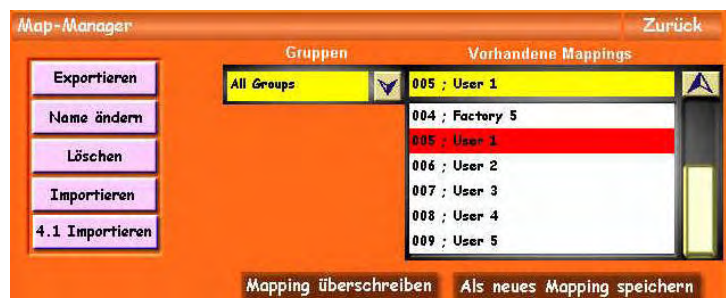 Map-Manager
Zurück
Gruppen
Vorhandene Mappings
Exportieren
Name ändern
Löschen
Importieren
4.1 Importieren
All Groups
005 ; User 1
004 ; Factory 5
005 ; User 1
006 ; User 2
007 ; User 3
008 ; User 4
009 ; User 5
Mapping überschreiben
Als neues Mapping speichern